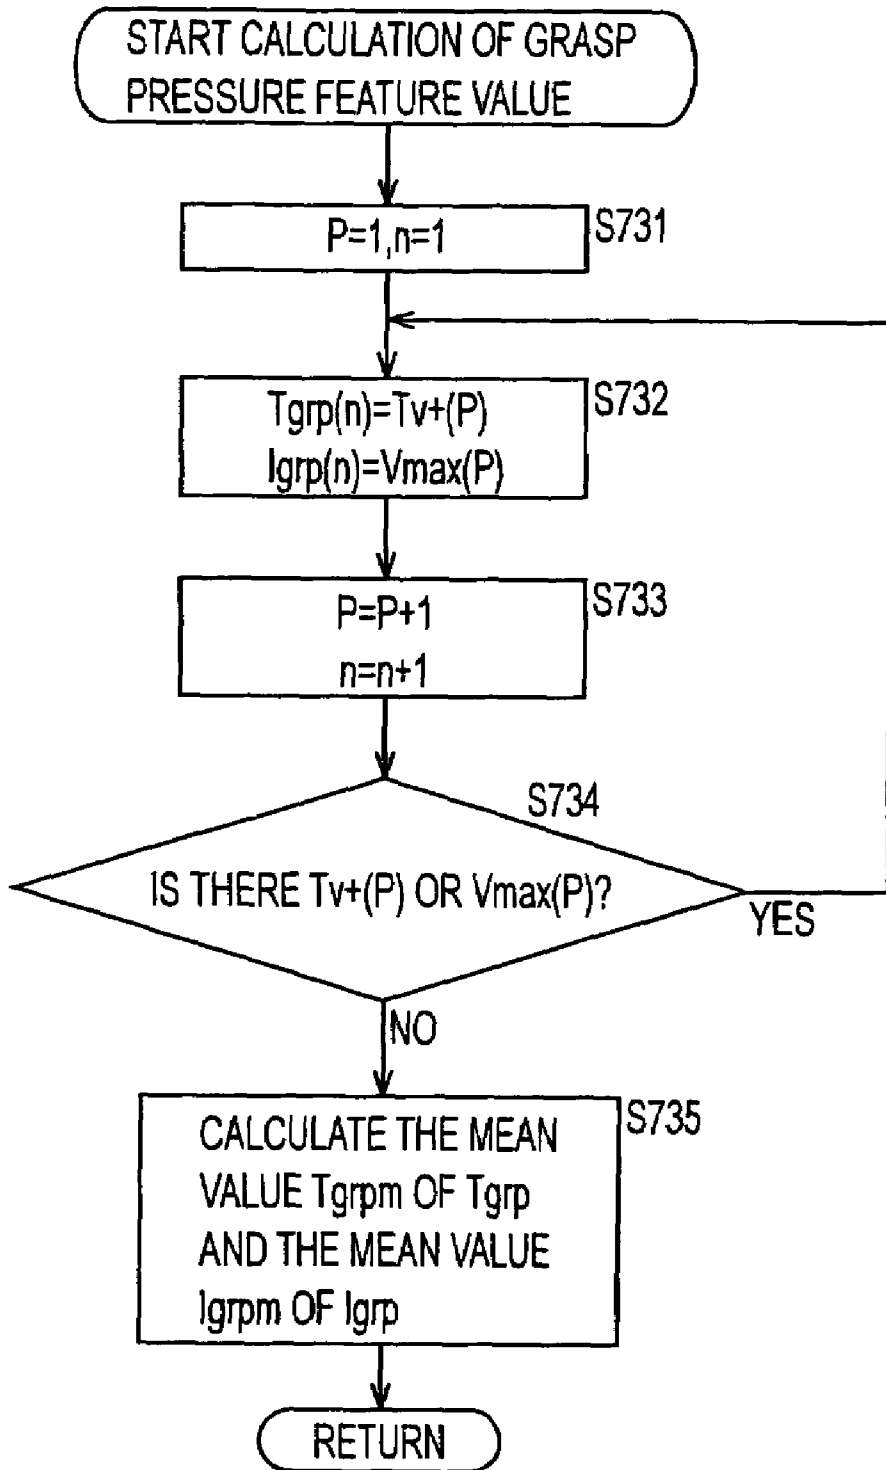 START CALCULATION OF GRASP
PRESSURE FEATURE VALUE
P=1,n=1
S731
Tgrp(n)=Tv+(P)
Igrp(n)=Vmax(P)
S732
P=P+1
n=n+1
S733
S734
IS THERE Tv+(P) OR Vmax(P)?
YES
NO
CALCULATE THE MEAN
VALUE Tgrpm OF Tgrp
AND THE MEAN VALUE
Igrpm OF Igrp
S735
RETURN